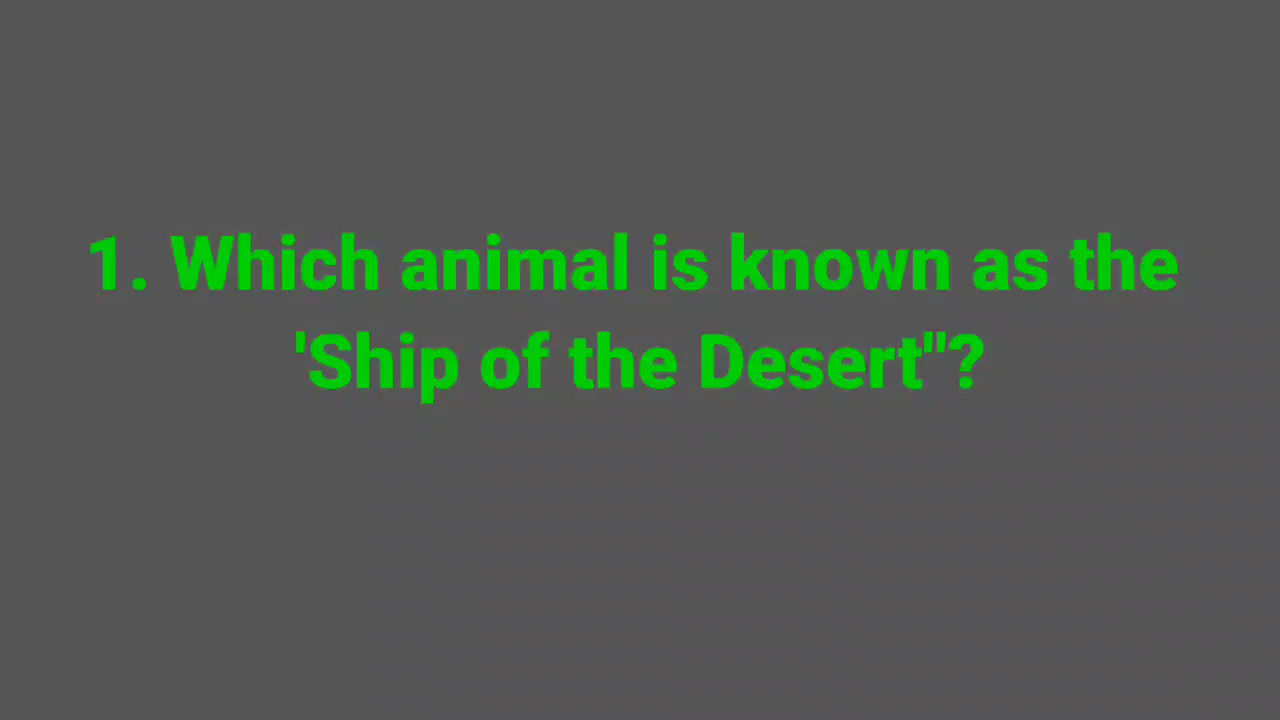 1. Which animal is known as the
'Ship of the Desert"?